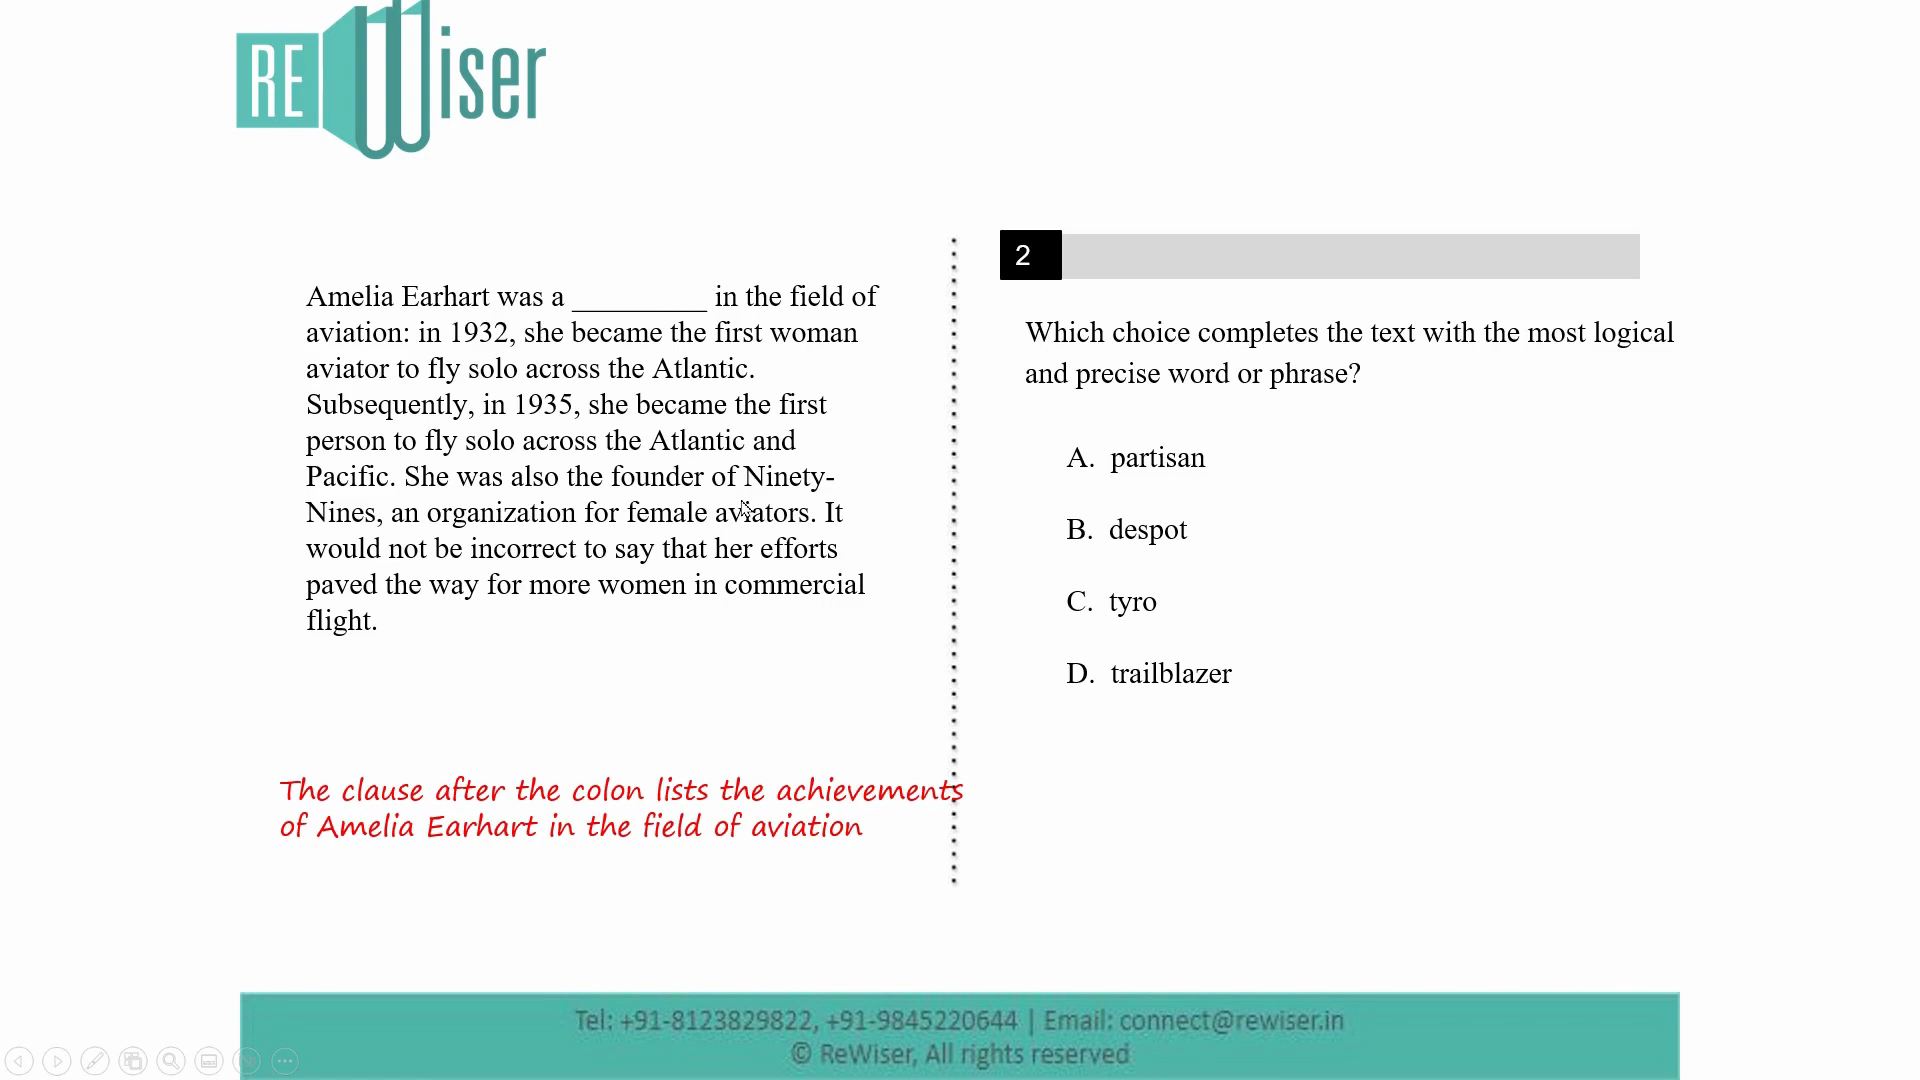 REWiser
Amelia Earhart was a _________ in the field of
aviation: in 1932, she became the first woman
aviator to fly solo across the Atlantic.
Subsequently, in 1935, she became the first
person to fly solo across the Atlantic and
Pacific. She was also the founder of Ninety-
Nines, an organization for female aviators. It
would not be incorrect to say that her efforts
paved the way for more women in commercial
flight.
The clause after the colon lists the achievements
of Amelia Earhart in the field of aviation
2
Which choice completes the text with the most logical
and precise word or phrase?
A. partisan
B. despot
C. tyro
D. trailblazer
Tel: +91-8123829822, +91-9845220644 | Email: connect@rewiser.in
© ReWiser, All rights reserved